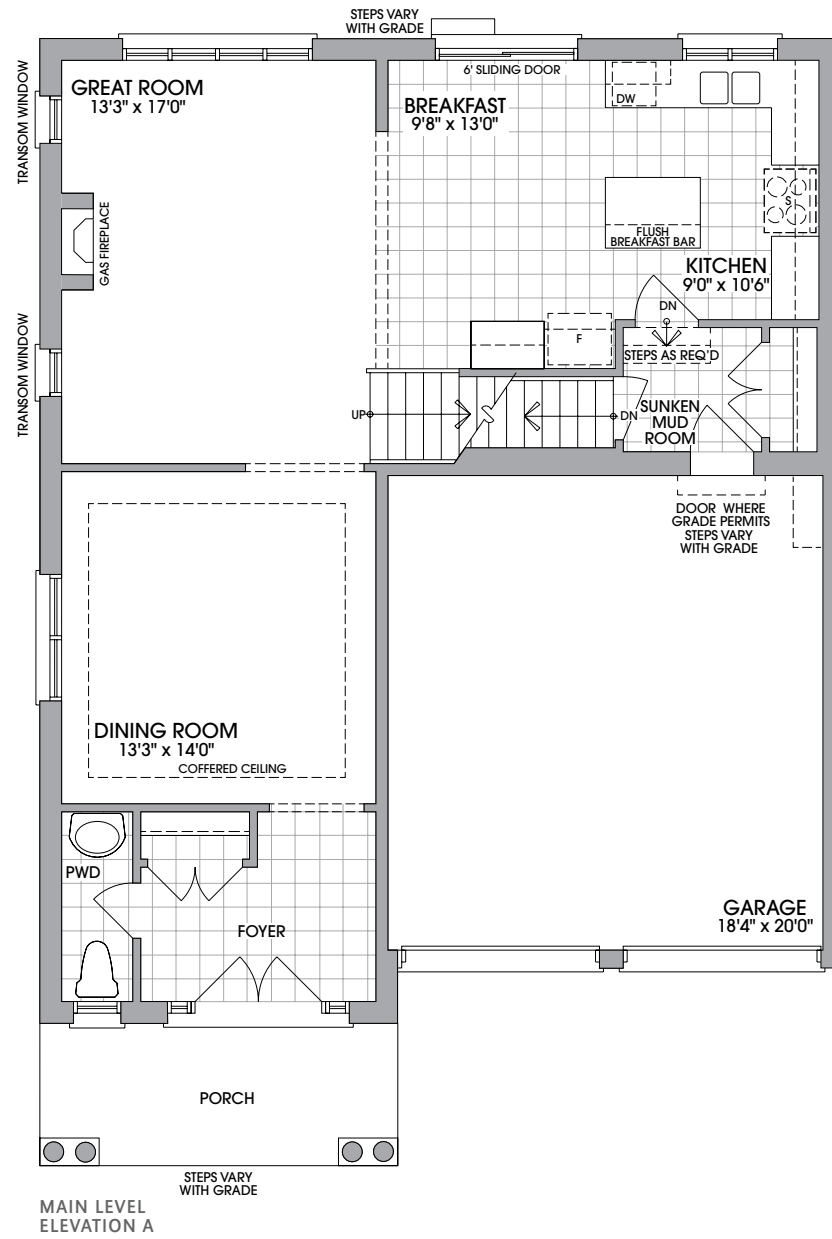 STEPS VARY
WITH GRADE
TRANSOM WINDOW
GREAT ROOM
13'3" x 17'0"
6' SLIDING DOOR
BREAKFAST
9'8" x 13'0"
DW
GAS FIREPLACE
S
FLUSH
BREAKFAST BAR
KITCHEN
9'0" x 10'6"
DN
F
STEPS AS REQ'D
TRANSOM WINDOW
UP
DN
SUNKEN
MUD
ROOM
DOOR WHERE
GRADE PERMITS
STEPS VARY
WITH GRADE
DINING ROOM
13'3" x 14'0"
COFFERED CEILING
PWD
FOYER
GARAGE
18'4" x 20'0"
PORCH
STEPS VARY
WITH GRADE
MAIN LEVEL
ELEVATION A